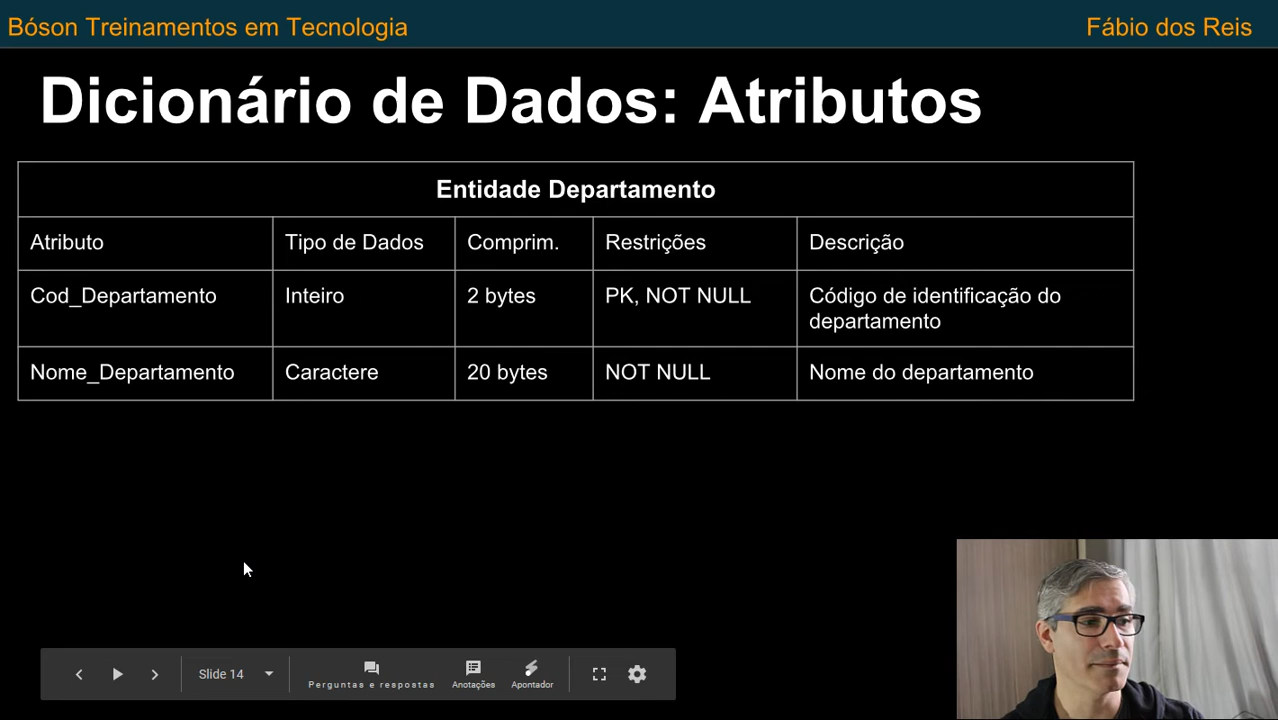 Bóson Treinamentos em Tecnologia
Fábio dos Reis
Dicionário de Dados: Atributos
Entidade Departamento
Atributo Tipo de Dados Comprim. Restrições Descrição
Cod_Departamento Inteiro 2 bytes PK, NOT NULL Código de identificação do
departamento
Nome_Departamento Caractere 20 bytes NOT NULL Nome do departamento
Slide 14
Perguntas e respostas
Anotações
Apontador